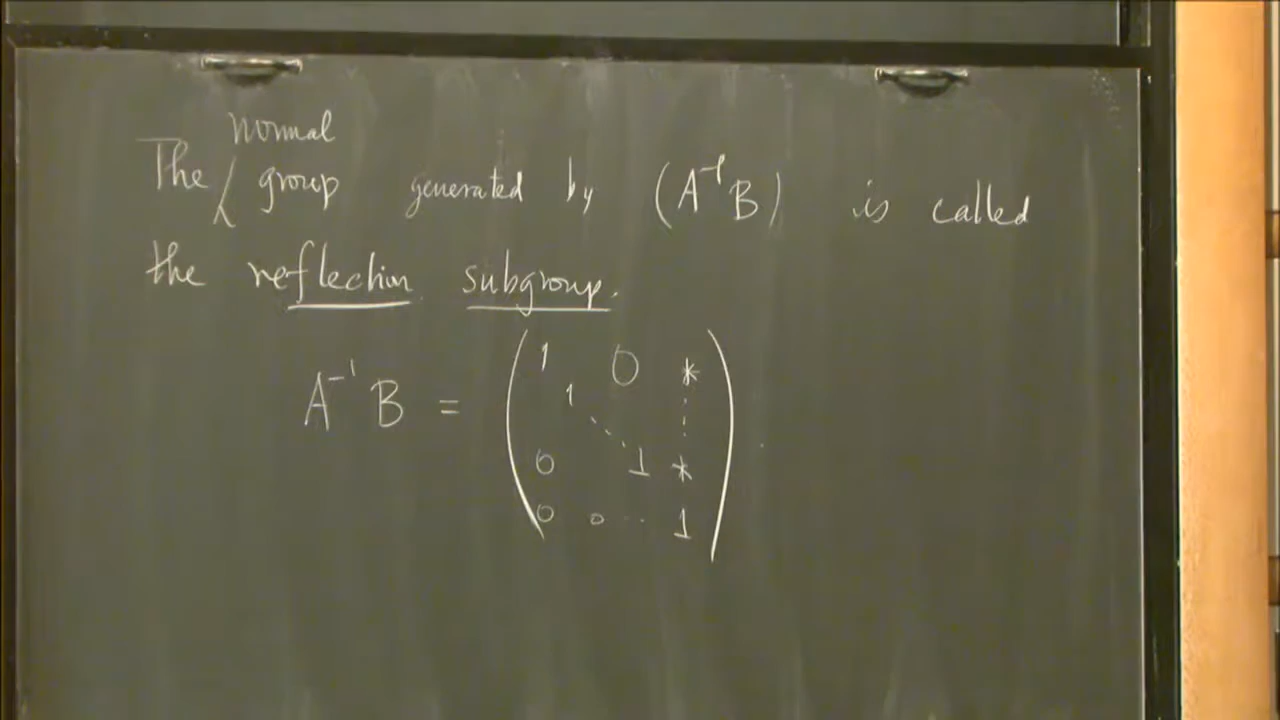 normal
The group generated by (A⁻¹B) is called
the reflection subgroup.
A⁻¹B = ( 1 0 *
1
0 1 *
0 0 .. 1 ) .